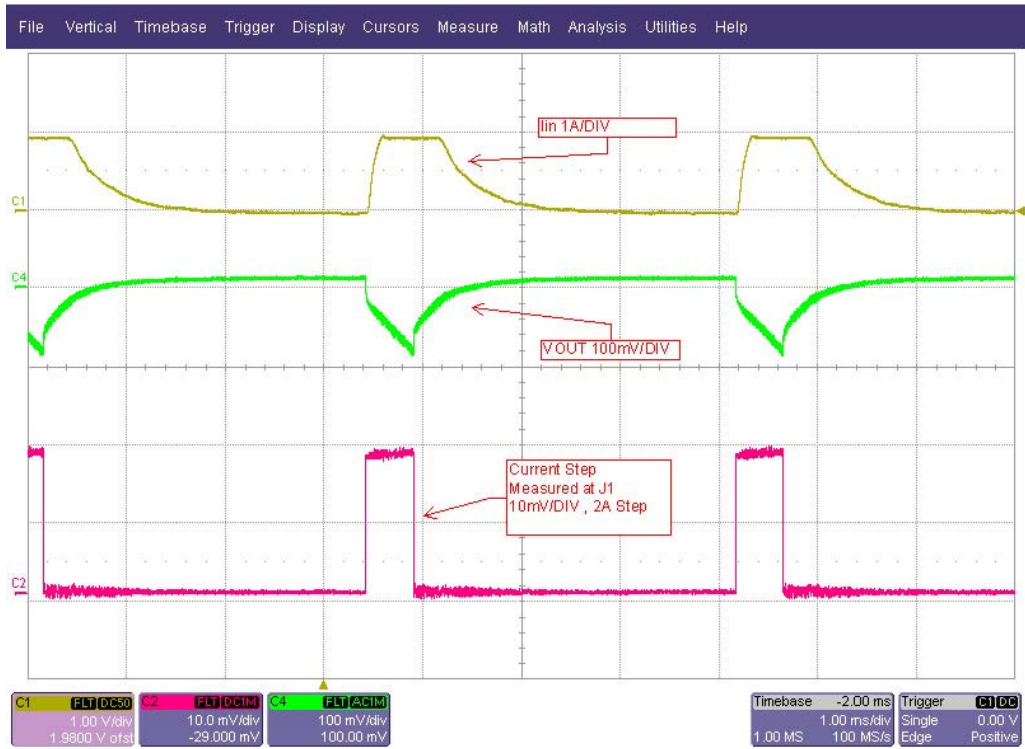 File Vertical Timebase Trigger Display Cursors Measure Math Analysis Utilities Help
Iin 1A/DIV
C1
C4
VOUT 100mV/DIV
Current Step
Measured at J1
10mV/DIV , 2A Step
C2
C1 FLT DC50
1.00 V/div
1.9800 V ofst
C2 FLT DC1M
10.0 mV/div
-29.000 mV
C4 FLT AC1M
100 mV/div
100.00 mV
Timebase -2.00 ms
1.00 ms/div
1.00 MS 100 MS/s
Trigger C1 DC
Single 0.00 V
Edge Positive